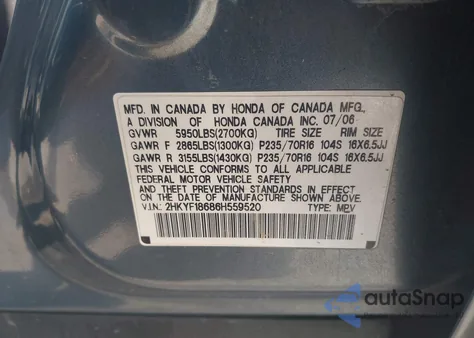 MFD. IN CANADA BY HONDA OF CANADA MFG.,
A DIVISION OF HONDA CANADA INC. 07/06
GVWR 5950LBS(2700KG) TIRE SIZE RIM SIZE
GAWR F 2865LBS(1300KG) P235/70R16 104S 16X6.5JJ
GAWR R 3155LBS(1430KG) P235/70R16 104S 16X6.5JJ
THIS VEHICLE CONFORMS TO ALL APPLICABLE
FEDERAL MOTOR VEHICLE SAFETY
AND THEFT PREVENTION STANDARDS IN EFFECT
ON THE DATE OF MANUFACTURE SHOWN ABOVE.
V.I.N.: 2HKYF18686H559520 TYPE: MPV
autoSnap